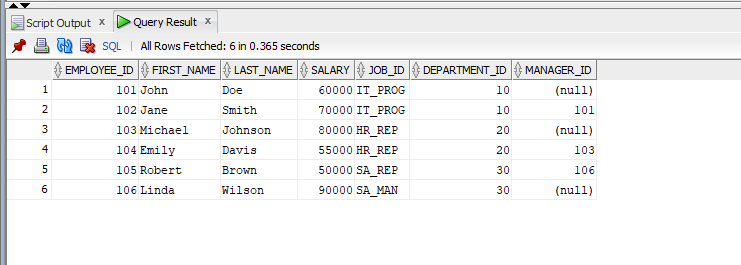 Script Output x Query Result x
SQL | All Rows Fetched: 6 in 0.365 seconds
EMPLOYEE_ID FIRST_NAME LAST_NAME SALARY JOB_ID DEPARTMENT_ID MANAGER_ID
1 101 John Doe 60000 IT_PROG 10 (null)
2 102 Jane Smith 70000 IT_PROG 10 101
3 103 Michael Johnson 80000 HR_REP 20 (null)
4 104 Emily Davis 55000 HR_REP 20 103
5 105 Robert Brown 50000 SA_REP 30 106
6 106 Linda Wilson 90000 SA_MAN 30 (null)